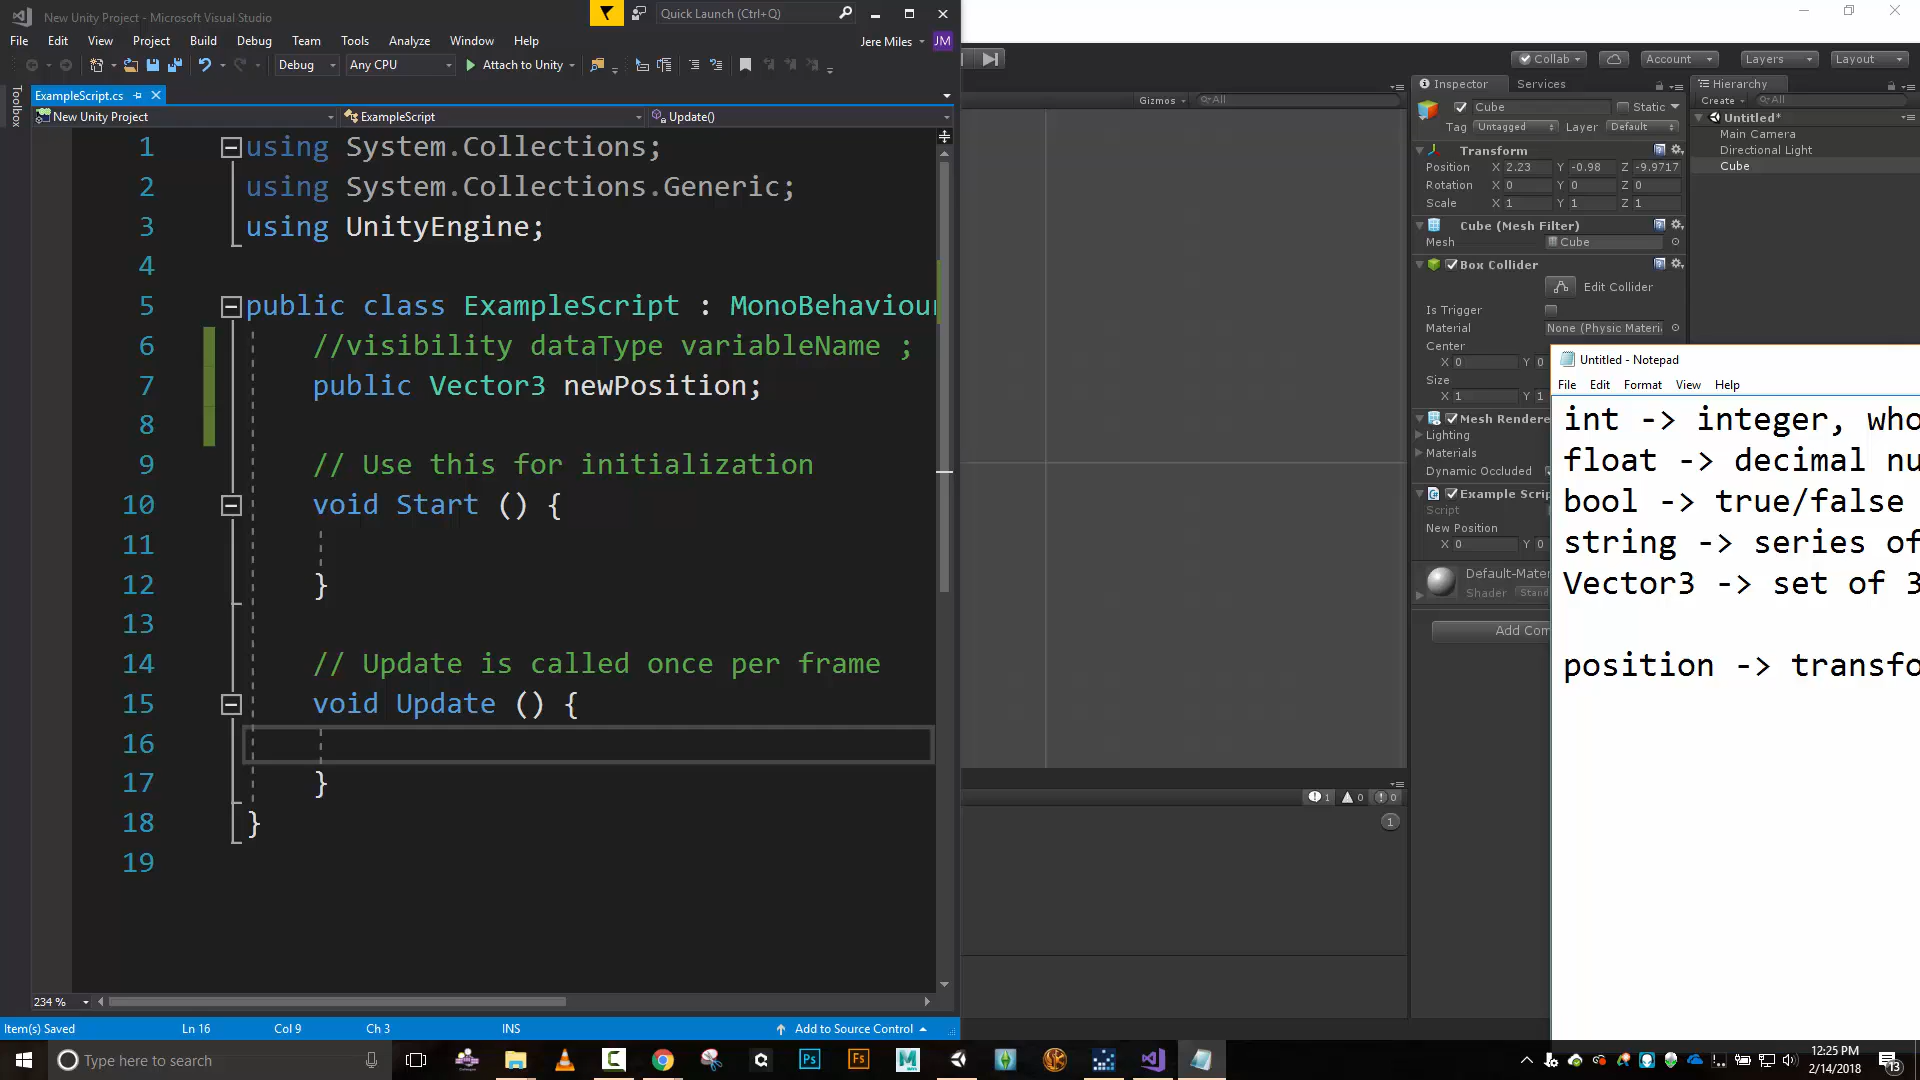 New Unity Project - Microsoft Visual Studio
Quick Launch (Ctrl+Q)
File Edit View Project Build Debug Team Tools Analyze Window Help
Jere Miles JM
Debug Any CPU Attach to Unity
Toolbox
ExampleScript.cs
New Unity Project ExampleScript Update()
1 using System.Collections;
2 using System.Collections.Generic;
3 using UnityEngine;
4
5 public class ExampleScript : MonoBehaviour
6 //visibility dataType variableName ;
7 public Vector3 newPosition;
8
9 // Use this for initialization
10 void Start () {
11
12 }
13
14 // Update is called once per frame
15 void Update () {
16
17 }
18 }
19
234 %
Item(s) Saved Ln 16 Col 9 Ch 3 INS Add to Source Control
Collab Account Layers Layout
Gizmos All
1 0 0
1
Inspector Services
Cube Static
Tag Untagged Layer Default
Transform
Position X 2.23 Y -0.98 Z -9.9717
Rotation X 0 Y 0 Z 0
Scale X 1 Y 1 Z 1
Cube (Mesh Filter)
Mesh Cube
Box Collider
Edit Collider
Is Trigger
Material None (Physic Materi
Center
X 0 Y 0
Size
X 1 Y 1
Mesh Rendere
Lighting
Materials
Dynamic Occluded
Example Scrip
Script
New Position
X 0 Y 0
Default-Mater
Shader Stand
Add Com
Hierarchy
Create All
Untitled*
Main Camera
Directional Light
Cube
Untitled - Notepad
File Edit Format View Help
int -> integer, who
float -> decimal nu
bool -> true/false
string -> series of
Vector3 -> set of 3
position -> transfo
Type here to search
Ps Fs M
12:25 PM
2/14/2018
13